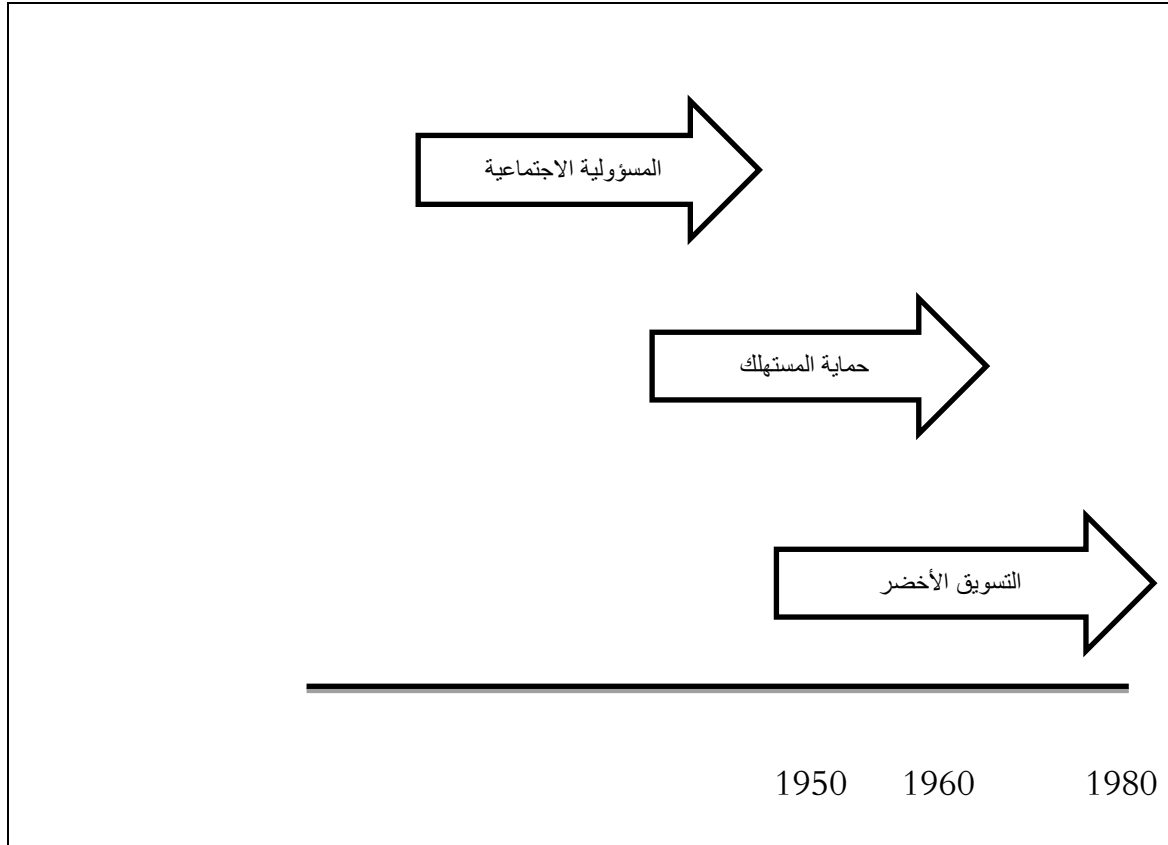 المسؤولية الاجتماعية
حماية المستهلك
التسويق الأخضر
1950 1960 1980